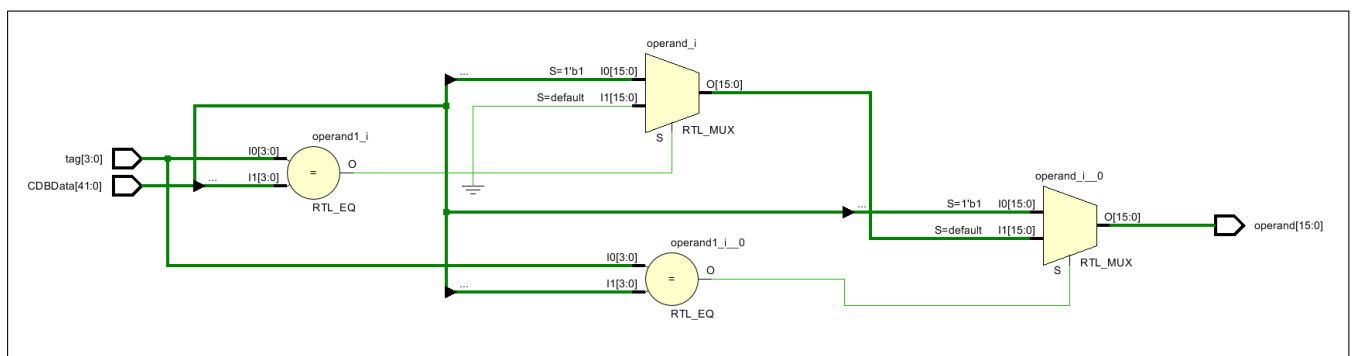 operand_i
...
S=1'b1
I0[15:0]
O[15:0]
S=default
I1[15:0]
S
RTL_MUX
operand1_i
tag[3:0]
I0[3:0]
O
=
CDBData[41:0]
...
I1[3:0]
RTL_EQ
operand_i__0
...
S=1'b1
I0[15:0]
O[15:0]
operand[15:0]
S=default
I1[15:0]
S
RTL_MUX
operand1_i__0
I0[3:0]
O
=
...
I1[3:0]
RTL_EQ